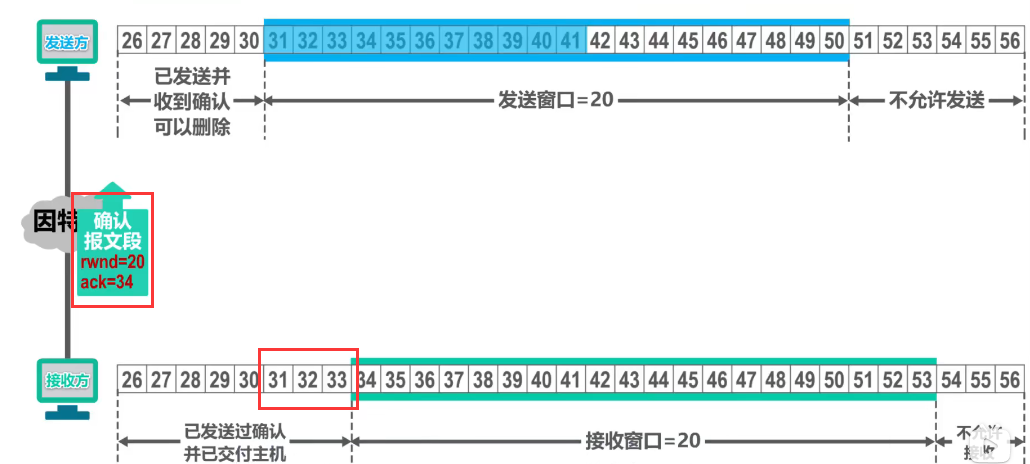 发送方
26 27 28 29 30 31 32 33 34 35 36 37 38 39 40 41 42 43 44 45 46 47 48 49 50 51 52 53 54 55 56
已发送并
收到确认
可以删除
发送窗口=20
不允许发送
因特
确认
报文段
rwnd=20
ack=34
接收方
26 27 28 29 30 31 32 33 34 35 36 37 38 39 40 41 42 43 44 45 46 47 48 49 50 51 52 53 54 55 56
已发送过确认
并已交付主机
接收窗口=20
不允许
接收